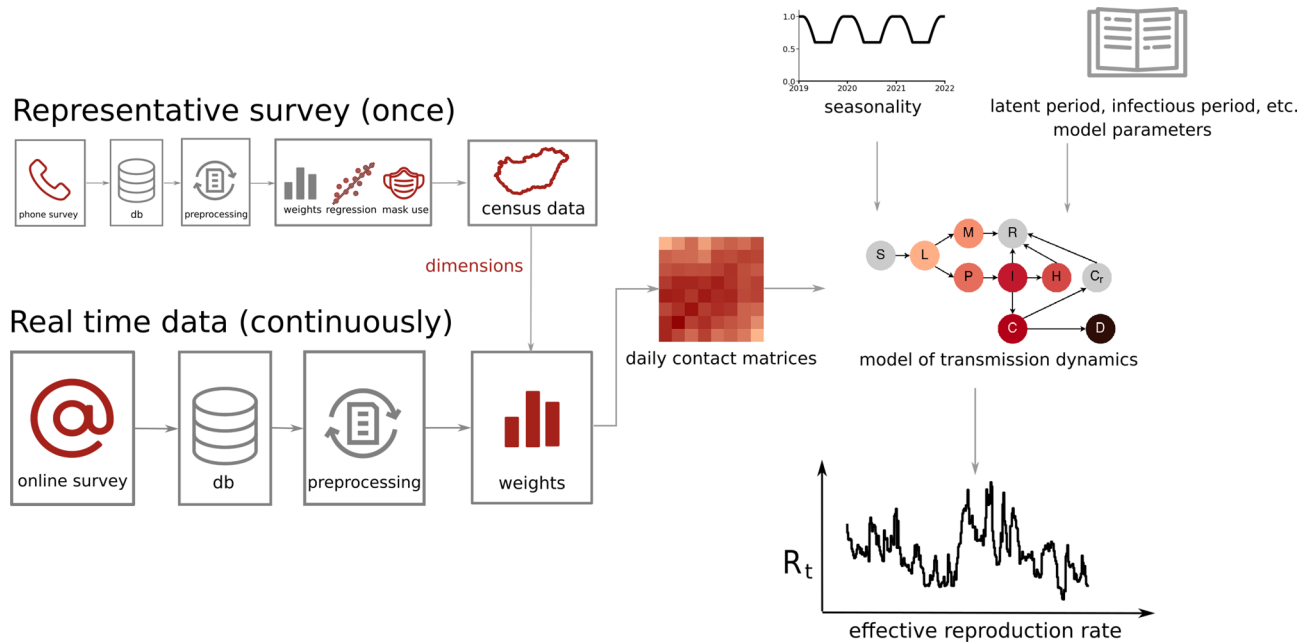 Representative survey (once)
phone survey
db
preprocessing
weights
regression
mask use
census data
dimensions
Real time data (continuously)
@
online survey
db
preprocessing
weights
daily contact matrices
1.0
0.5
0.0
2019
2020
2021
2022
seasonality
latent period, infectious period, etc.
model parameters
S
L
M
R
P
I
H
Cr
C
D
model of transmission dynamics
Rt
effective reproduction rate